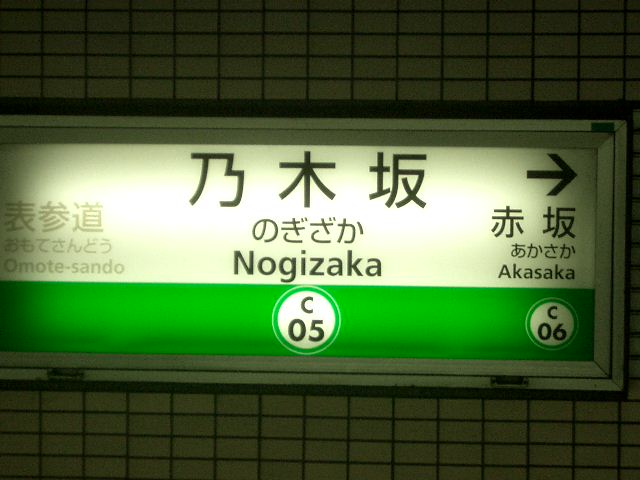 乃木坂
のぎざか
Nogizaka
C
05
表参道
おもてさんどう
Omote-sando
→
赤坂
あかさか
Akasaka
C
06